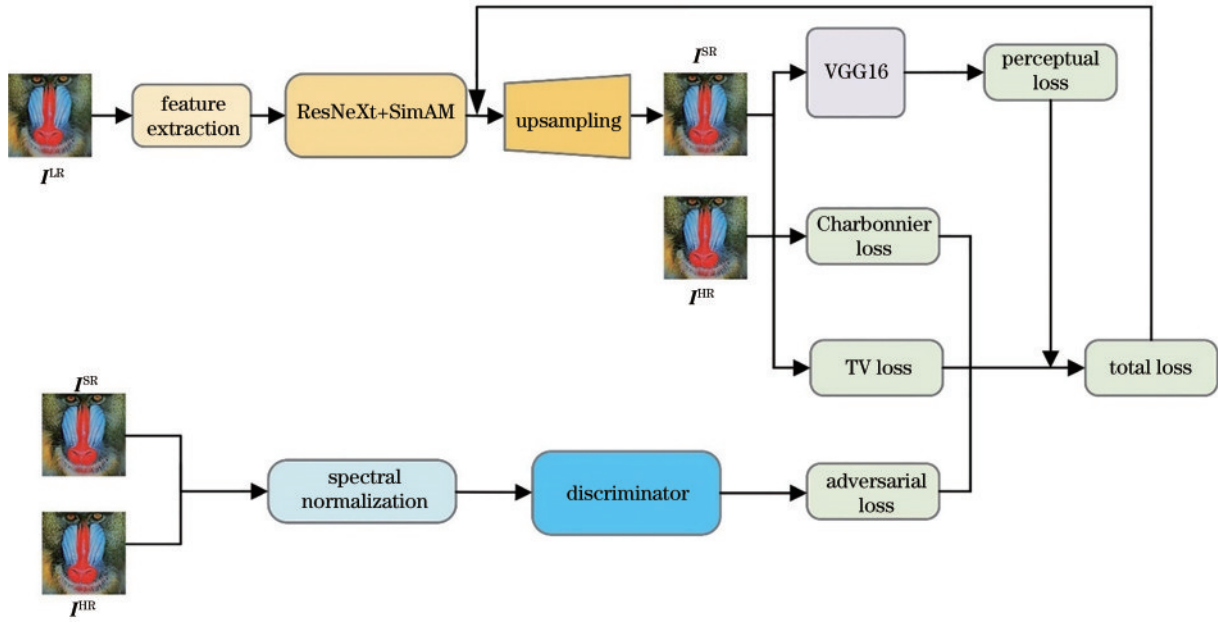 I^SR
VGG16
perceptual
loss
feature
extraction
ResNeXt+SimAM
upsampling
I^LR
Charbonnier
loss
I^HR
TV loss
total loss
I^SR
spectral
normalization
discriminator
adversarial
loss
I^HR